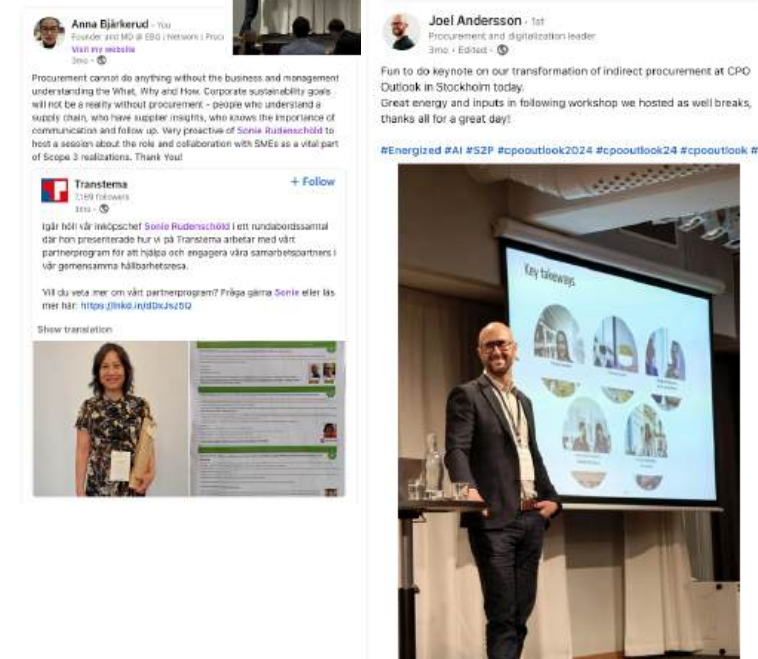 Anna Bjärkerud · You
Founder and MD @ EBG | Network | Procu
Visit my website
3mo ·
Procurement cannot do anything without the business and management
understanding the What, Why and How. Corporate sustainability goals
will not be a reality without procurement - people who understand a
supply chain, who have supplier insights, who knows the importance of
communication and follow up. Very proactive of Sonie Rudenschöld to
host a session about the role and collaboration with SMEs as a vital part
of Scope 3 realizations. Thank You!
Transtema
+ Follow
7,189 followers
3mo ·
Igår höll vår inköpschef Sonie Rudenschöld i ett rundabordssamtal
där hon presenterade hur vi på Transtema arbetar med vårt
partnerprogram för att hjälpa och engagera våra samarbetspartners i
vår gemensamma hållbarhetsresa.
Vill du veta mer om vårt partnerprogram? Fråga gärna Sonie eller läs
mer här:
Show translation
Joel Andersson · 1st
Procurement and digitalization leader
3mo · Edited ·
Fun to do keynote on our transformation of indirect procurement at CPO
Outlook in Stockholm today.
Great energy and inputs in following workshop we hosted as well breaks,
thanks all for a great day!
#Energized #AI #S2P #cpooutlook2024 #cpooutlook24 #cpooutlook #
Key takeaways